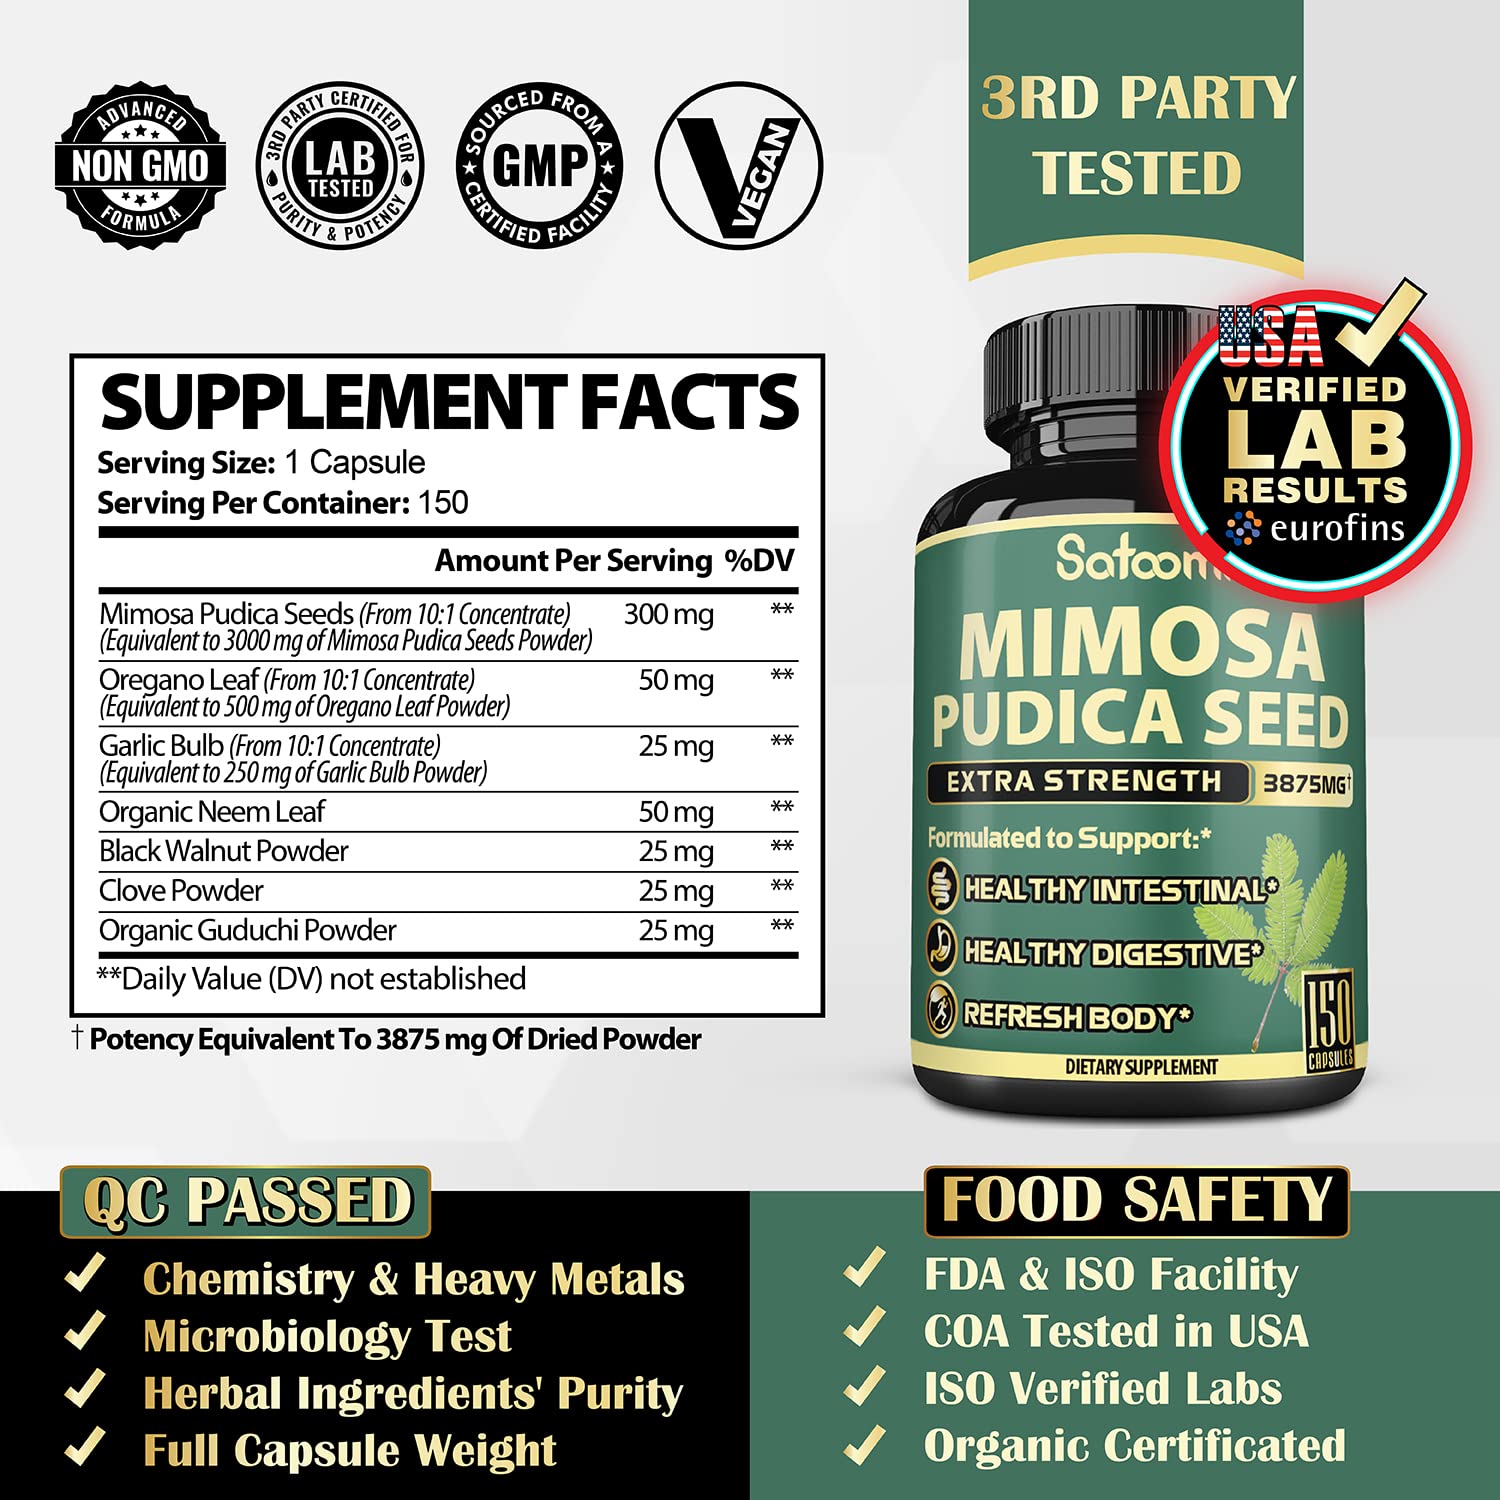 ADVANCED
NON GMO
FORMULA
3RD PARTY CERTIFIED FOR
LAB
TESTED
PURITY & POTENCY
SOURCED FROM A
GMP
CERTIFIED FACILITY
VEGAN
3RD PARTY
TESTED
USA
VERIFIED
LAB
RESULTS
eurofins
SUPPLEMENT FACTS
Serving Size: 1 Capsule
Serving Per Container: 150
Amount Per Serving %DV
Mimosa Pudica Seeds (From 10:1 Concentrate) 300 mg **
(Equivalent to 3000 mg of Mimosa Pudica Seeds Powder)
Oregano Leaf (From 10:1 Concentrate) 50 mg **
(Equivalent to 500 mg of Oregano Leaf Powder)
Garlic Bulb (From 10:1 Concentrate) 25 mg **
(Equivalent to 250 mg of Garlic Bulb Powder)
Organic Neem Leaf 50 mg **
Black Walnut Powder 25 mg **
Clove Powder 25 mg **
Organic Guduchi Powder 25 mg **
**Daily Value (DV) not established
† Potency Equivalent To 3875 mg Of Dried Powder
MIMOSA
PUDICA SEED
EXTRA STRENGTH 3875MG†
Formulated to Support:*
HEALTHY INTESTINAL*
HEALTHY DIGESTIVE*
REFRESH BODY*
150
CAPSULES
DIETARY SUPPLEMENT
QC PASSED
Chemistry & Heavy Metals
Microbiology Test
Herbal Ingredients' Purity
Full Capsule Weight
FOOD SAFETY
FDA & ISO Facility
COA Tested in USA
ISO Verified Labs
Organic Certificated